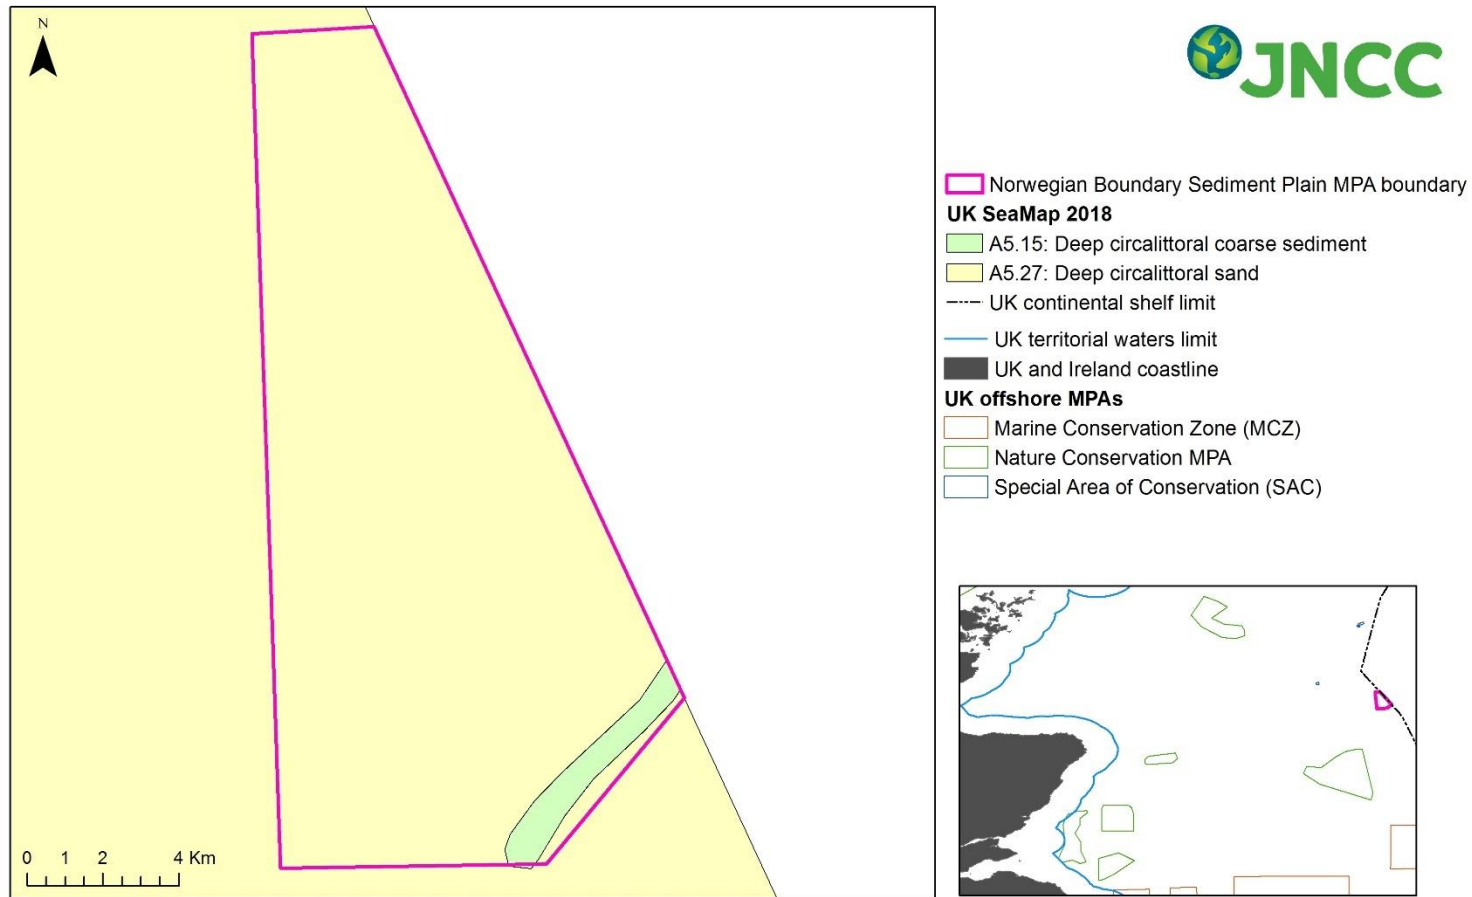 N
JNCC
Norwegian Boundary Sediment Plain MPA boundary
UK SeaMap 2018
A5.15: Deep circalittoral coarse sediment
A5.27: Deep circalittoral sand
UK continental shelf limit
UK territorial waters limit
UK and Ireland coastline
UK offshore MPAs
Marine Conservation Zone (MCZ)
Nature Conservation MPA
Special Area of Conservation (SAC)
0 1 2 4 Km